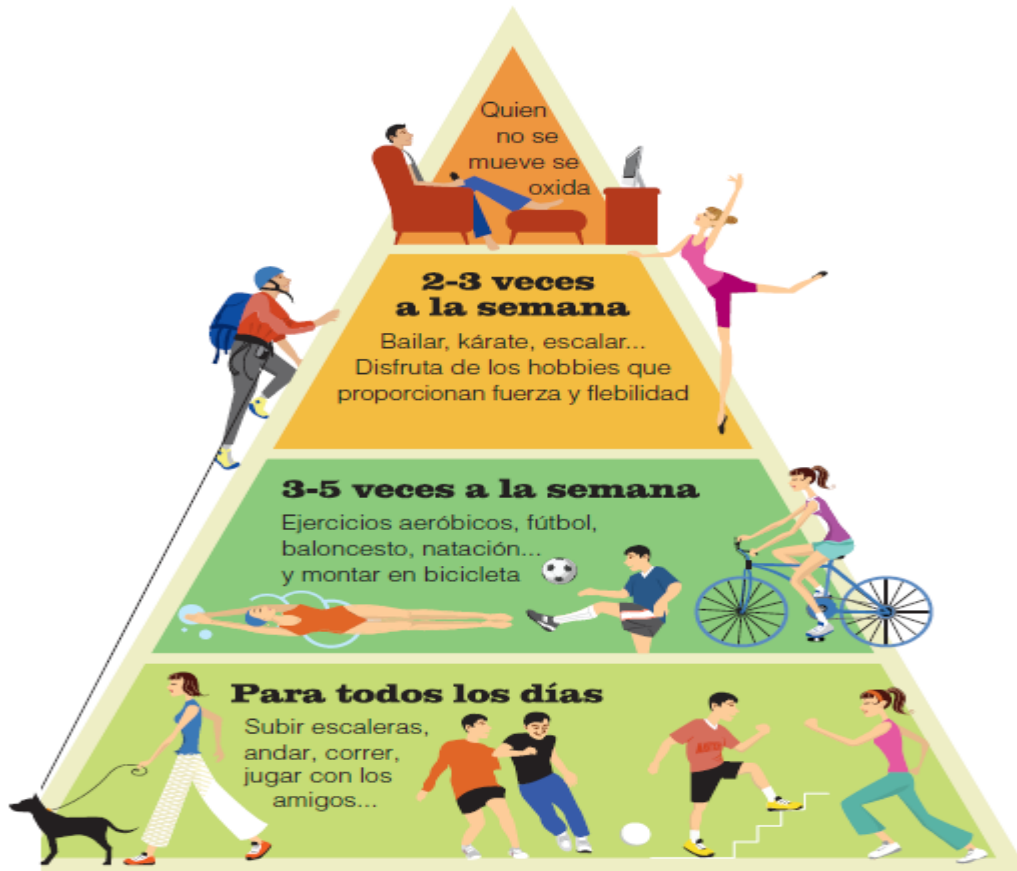 Quien
no se
mueve se
oxida
2-3 veces
a la semana
Bailar, kárate, escalar...
Disfruta de los hobbies que
proporcionan fuerza y flebilidad
3-5 veces a la semana
Ejercicios aeróbicos, fútbol,
baloncesto, natación...
y montar en bicicleta
Para todos los días
Subir escaleras,
andar, correr,
jugar con los
amigos...